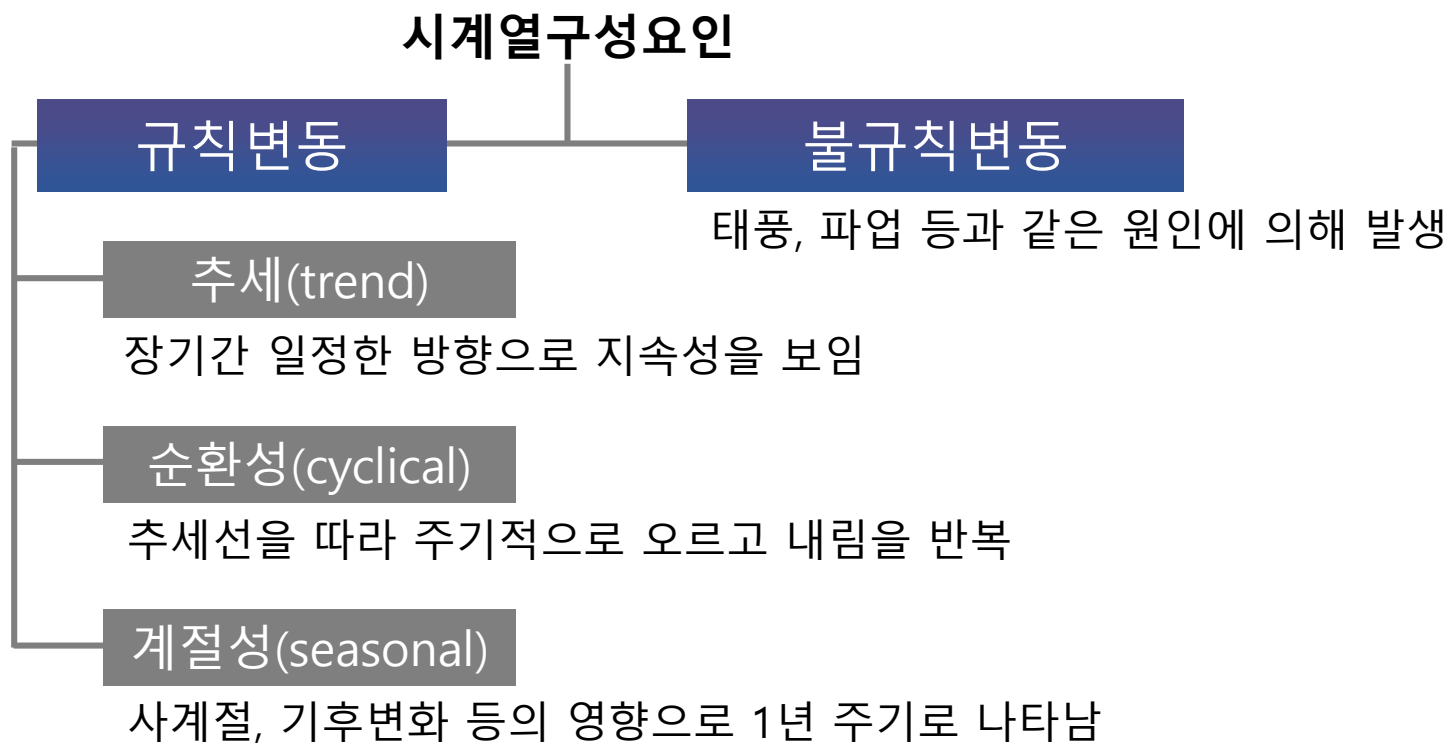 시계열구성요인
규칙변동
불규칙변동
태풍, 파업 등과 같은 원인에 의해 발생
추세(trend)
장기간 일정한 방향으로 지속성을 보임
순환성(cyclical)
추세선을 따라 주기적으로 오르고 내림을 반복
계절성(seasonal)
사계절, 기후변화 등의 영향으로 1년 주기로 나타남